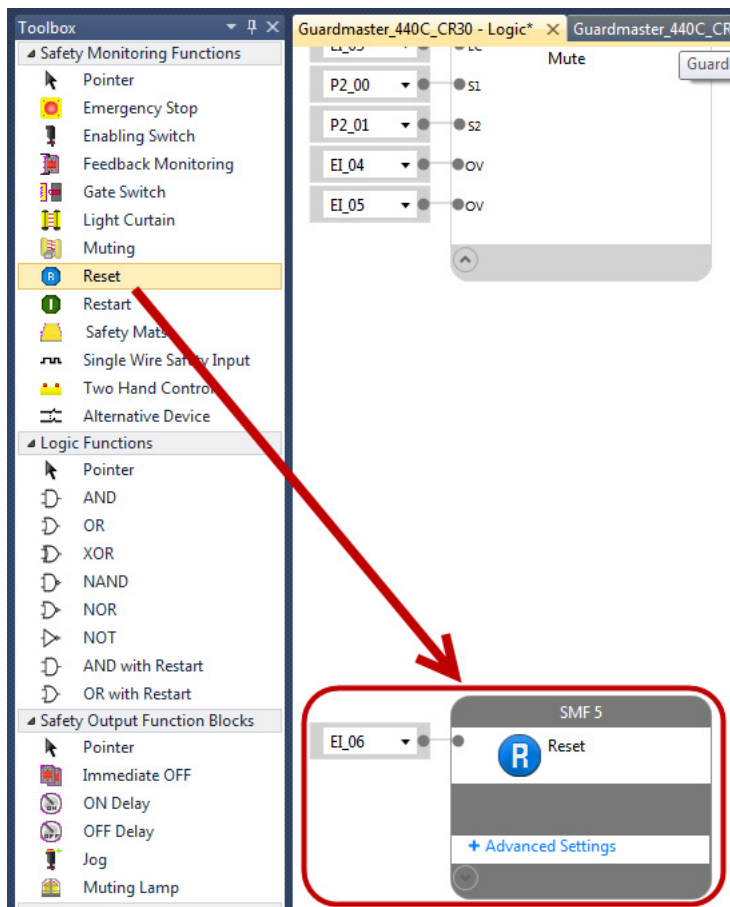 Toolbox
Safety Monitoring Functions
Pointer
Emergency Stop
Enabling Switch
Feedback Monitoring
Gate Switch
Light Curtain
Muting
R Reset
Restart
Safety Mats
Single Wire Safety Input
Two Hand Control
Alternative Device
Logic Functions
Pointer
AND
OR
XOR
NAND
NOR
NOT
AND with Restart
OR with Restart
Safety Output Function Blocks
Pointer
Immediate OFF
ON Delay
OFF Delay
Jog
Muting Lamp
Guardmaster_440C_CR30 - Logic* Guardmaster_440C_CR
Mute
Guard
P2_00 S1
P2_01 S2
EI_04 OV
EI_05 OV
SMF 5
EI_06
R Reset
+ Advanced Settings